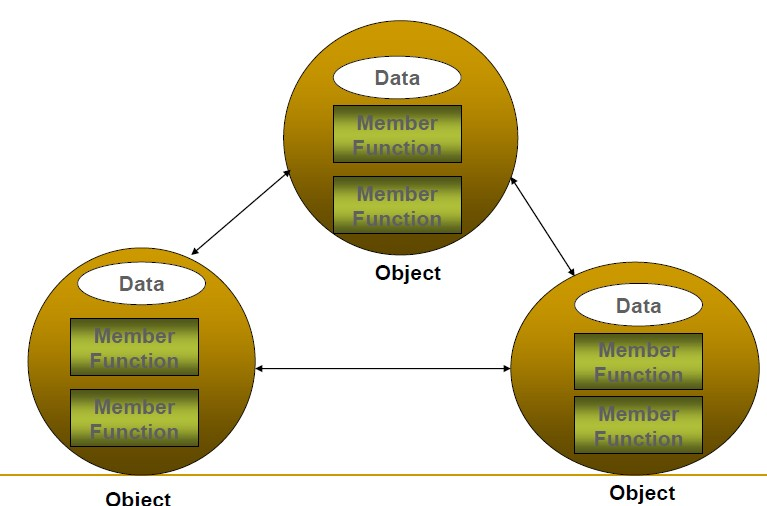 Data
Member
Function
Member
Function
Object
Data
Member
Function
Member
Function
Object
Data
Member
Function
Member
Function
Object